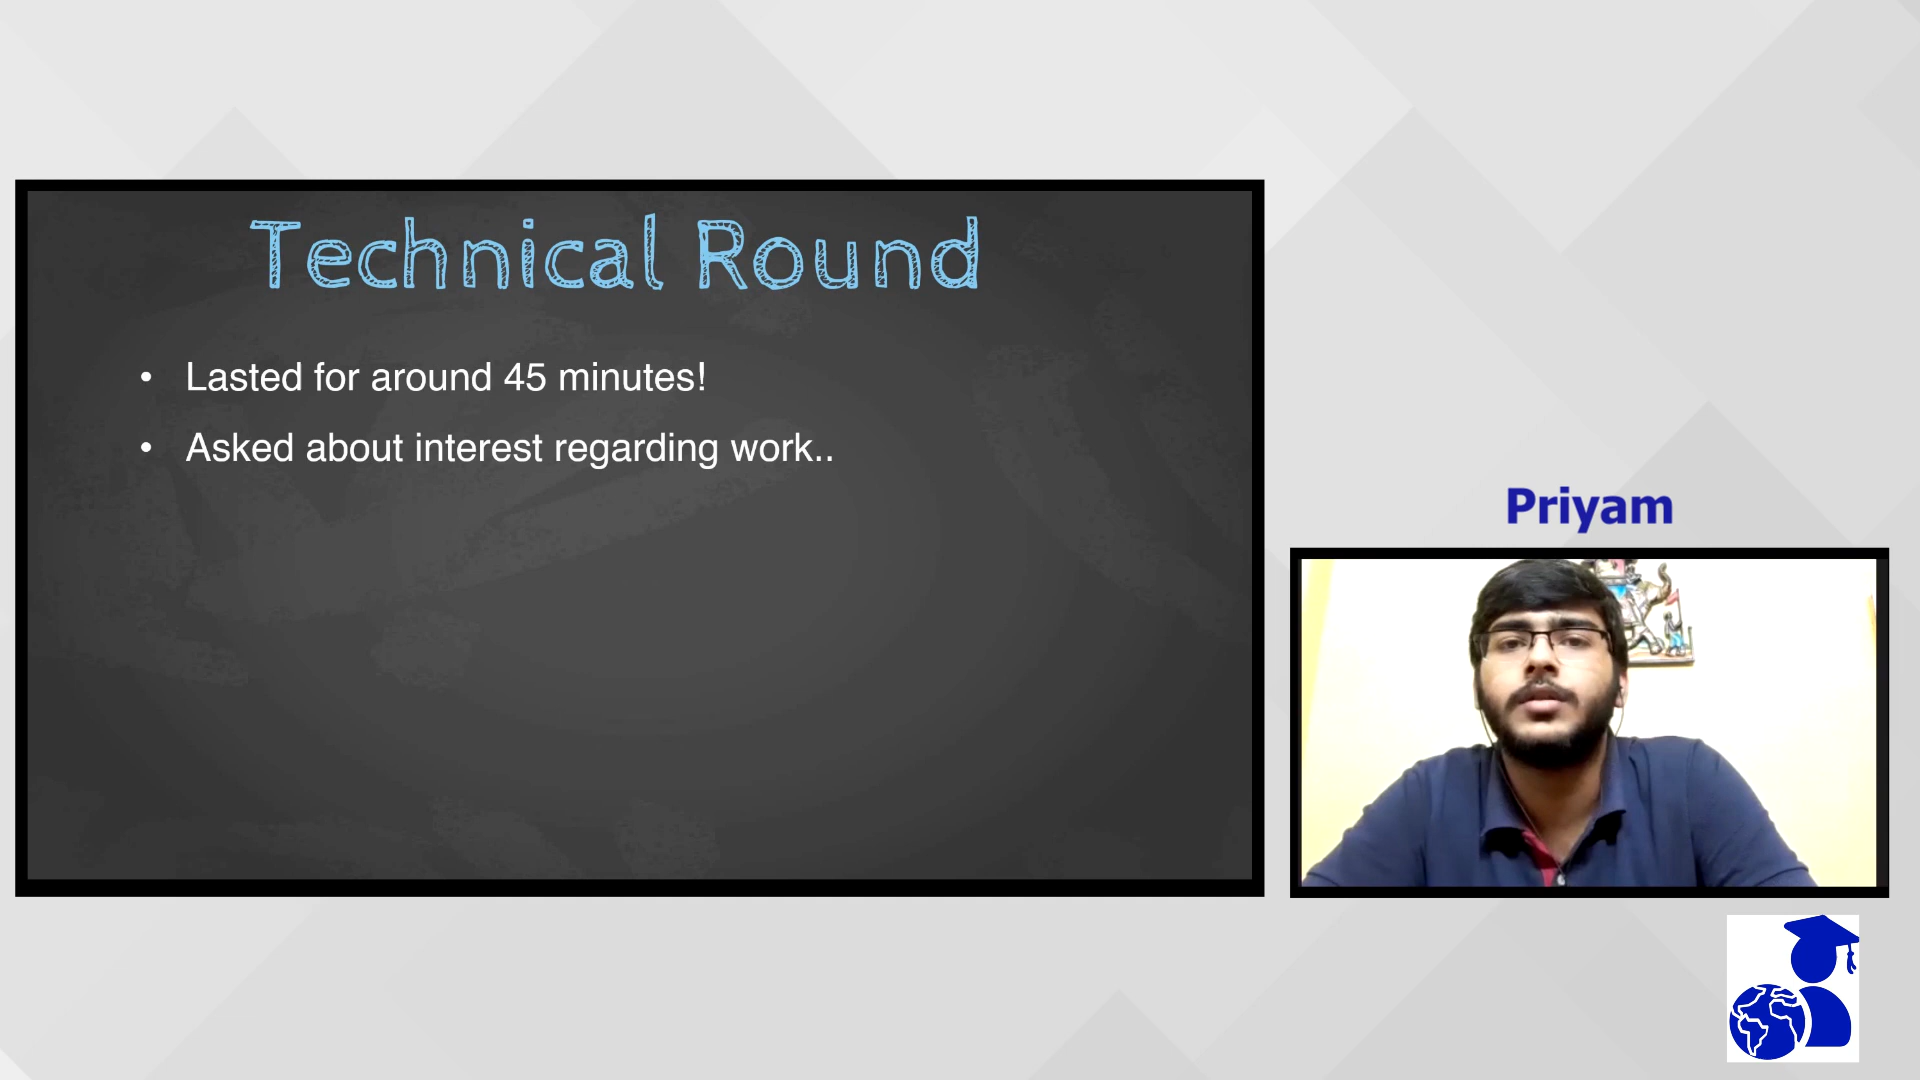 Technical Round
• Lasted for around 45 minutes!
• Asked about interest regarding work..
Priyam